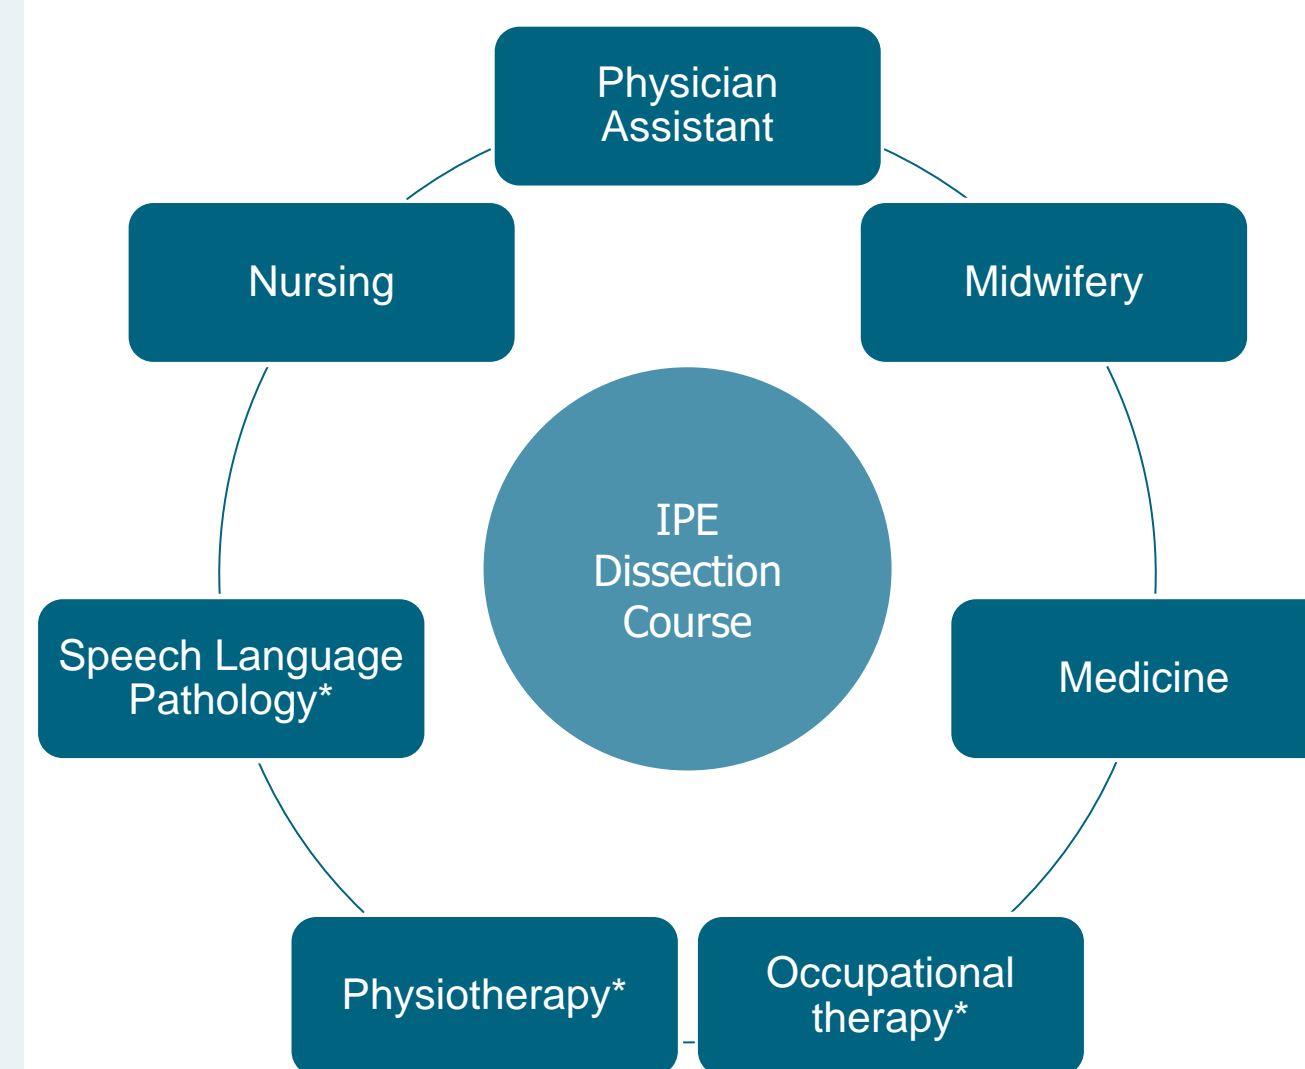 Physician
Assistant
Nursing
Midwifery
IPE
Dissection
Course
Speech Language
Pathology*
Medicine
Physiotherapy*
Occupational
therapy*